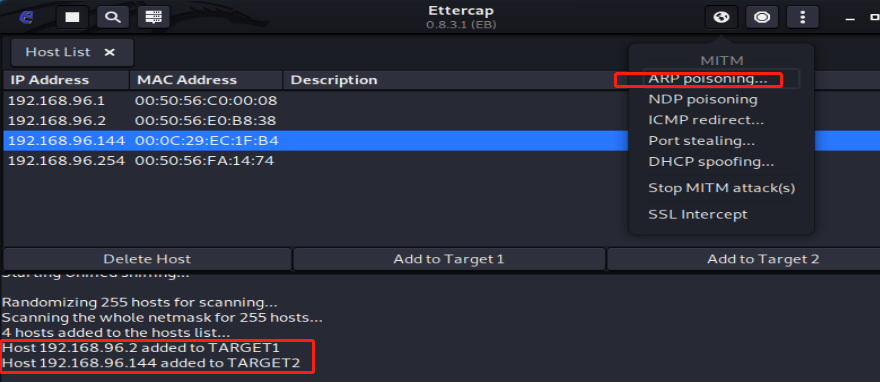 Ettercap
0.8.3.1 (EB)
Host List ×
IP Address MAC Address Description
192.168.96.1 00:50:56:C0:00:08
192.168.96.2 00:50:56:E0:B8:38
192.168.96.144 00:0C:29:EC:1F:B4
192.168.96.254 00:50:56:FA:14:74
MITM
ARP poisoning...
NDP poisoning
ICMP redirect...
Port stealing...
DHCP spoofing...
Stop MITM attack(s)
SSL Intercept
Delete Host Add to Target 1 Add to Target 2
Starting Unified sniffing...
Randomizing 255 hosts for scanning...
Scanning the whole netmask for 255 hosts...
4 hosts added to the hosts list...
Host 192.168.96.2 added to TARGET1
Host 192.168.96.144 added to TARGET2